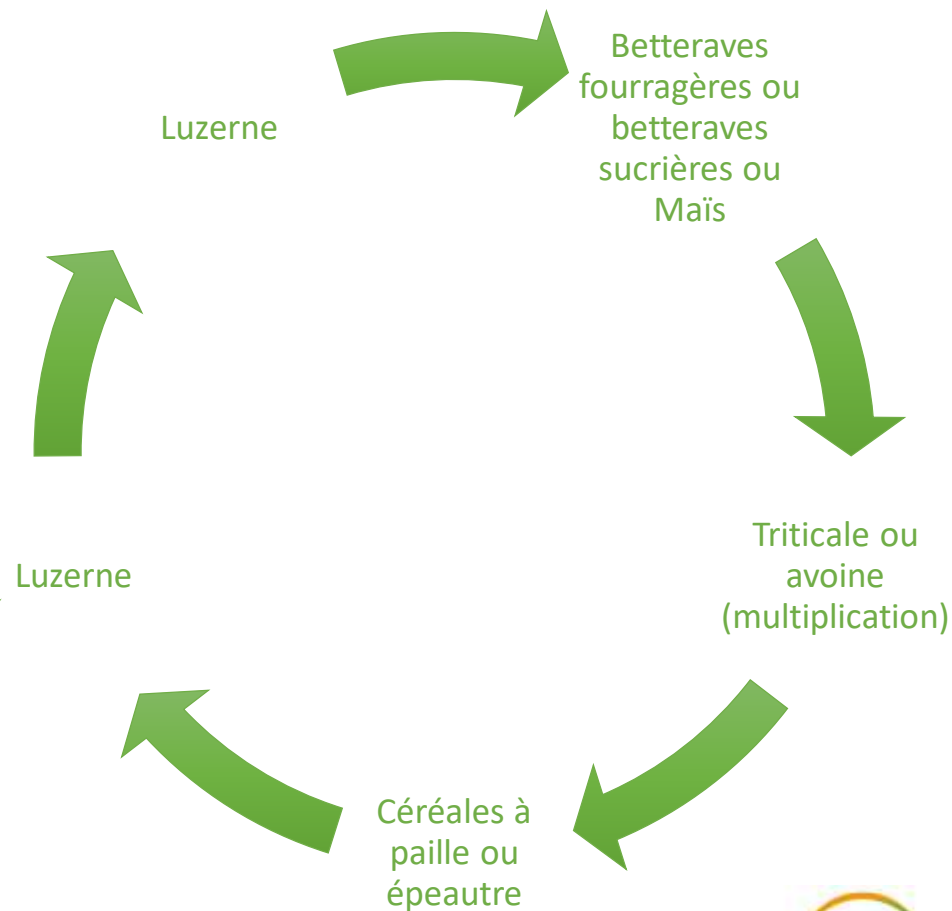 Betteraves
fourragères ou
betteraves
sucrières ou
Maïs
Triticale ou
avoine
(multiplication)
Céréales à
paille ou
épeautre
Luzerne
Luzerne